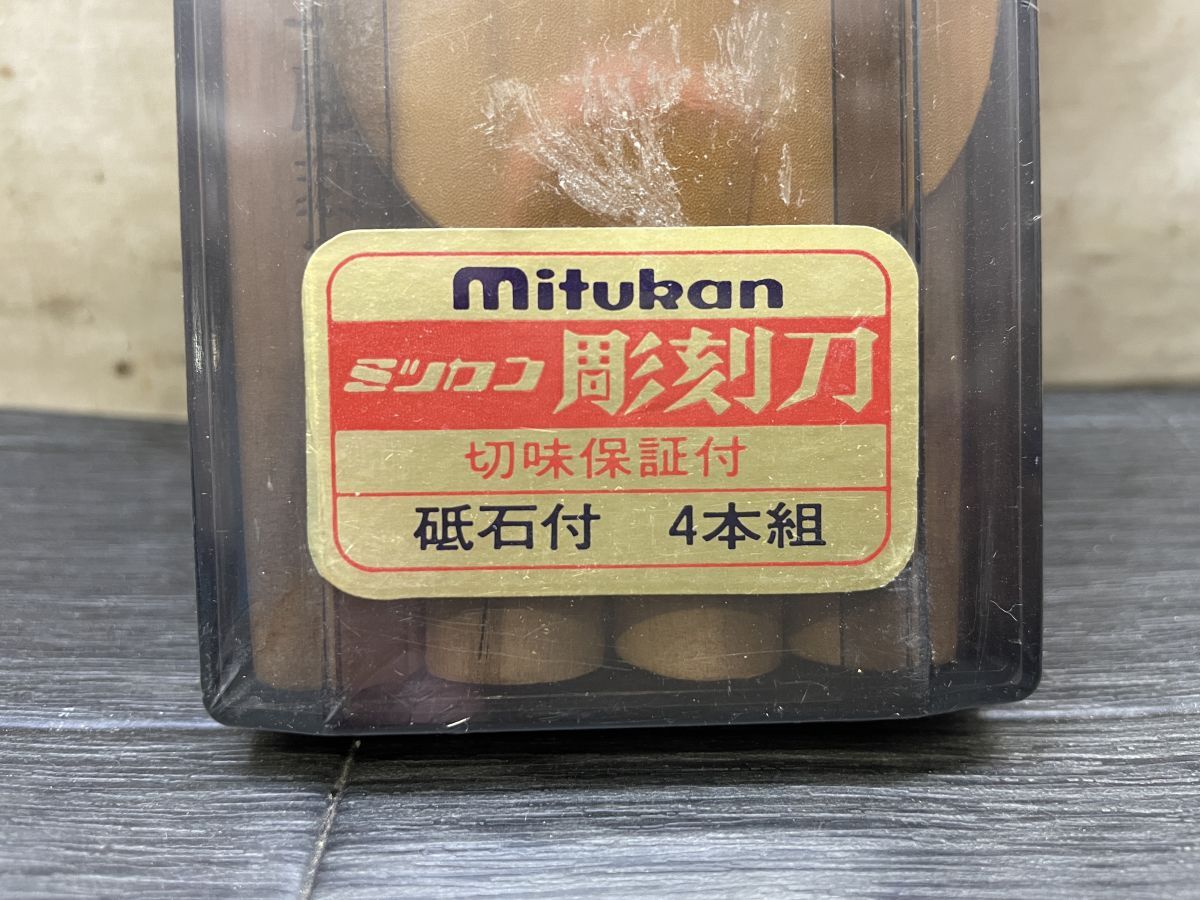 mitukan
ミツカン 彫刻刀
切味保証付
砥石付 4本組